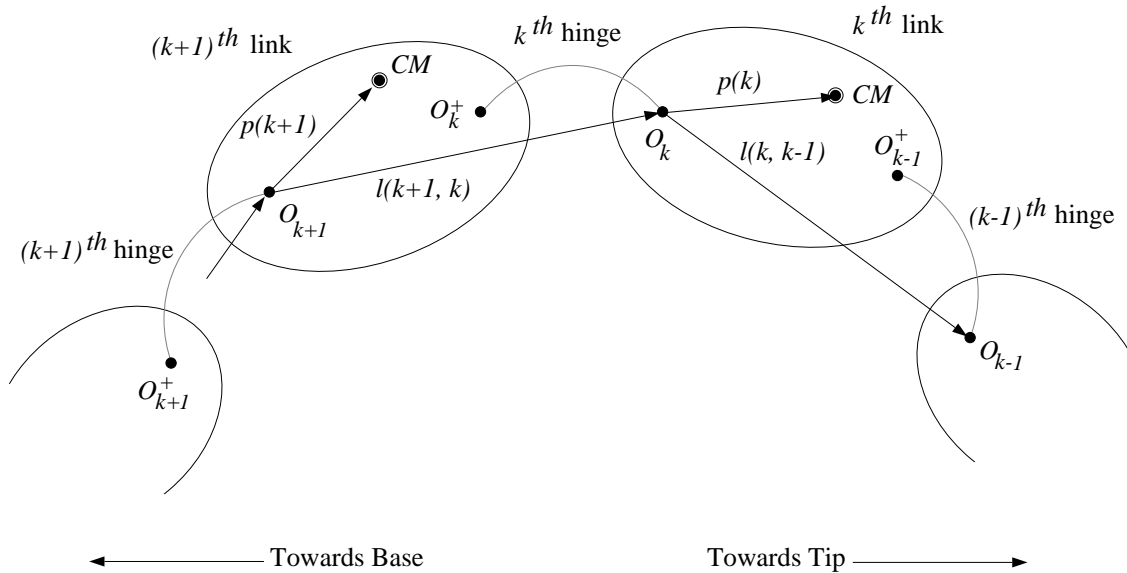 (k+1)th link
CM
O+k
p(k+1)
Ok+1
l(k+1, k)
(k+1)th hinge
O+k+1
kth hinge
kth link
p(k)
CM
Ok
l(k, k-1)
O+k-1
(k-1)th hinge
Ok-1
Towards Base
Towards Tip